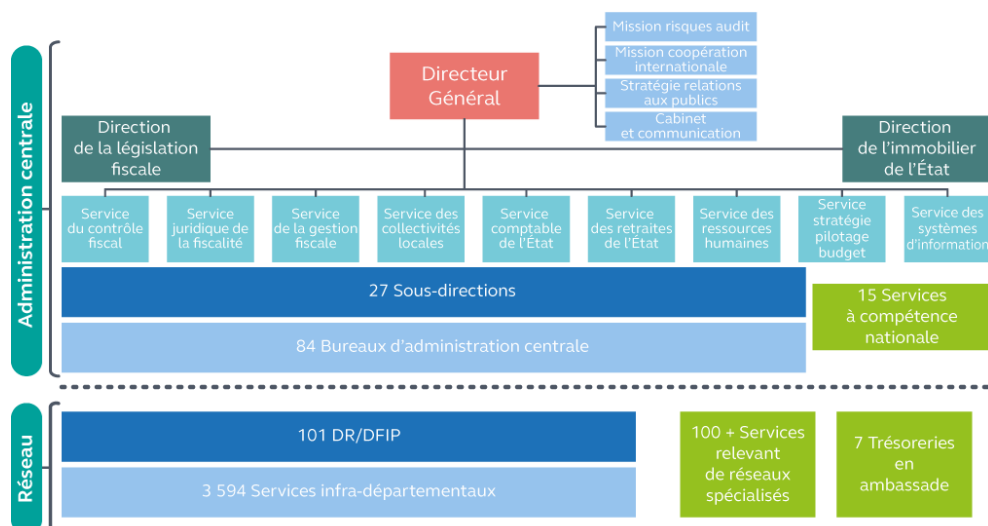 Administration centrale
Mission risques audit
Mission coopération
internationale
Stratégie relations
aux publics
Cabinet
et communication
Directeur
Général
Direction
de la législation
fiscale
Direction
de l'immobilier
de l'État
Service
du contrôle
fiscal
Service
juridique de
la fiscalité
Service
de la gestion
fiscale
Service des
collectivités
locales
Service
comptable
de l'État
Service
des retraites
de l'État
Service des
ressources
humaines
Service
stratégie
pilotage
budget
Service des
systèmes
d'information
27 Sous-directions
84 Bureaux d'administration centrale
15 Services
à compétence
nationale
Réseau
101 DR/DFIP
3 594 Services infra-départementaux
100 + Services
relevant
de réseaux
spécialisés
7 Trésoreries
en
ambassade